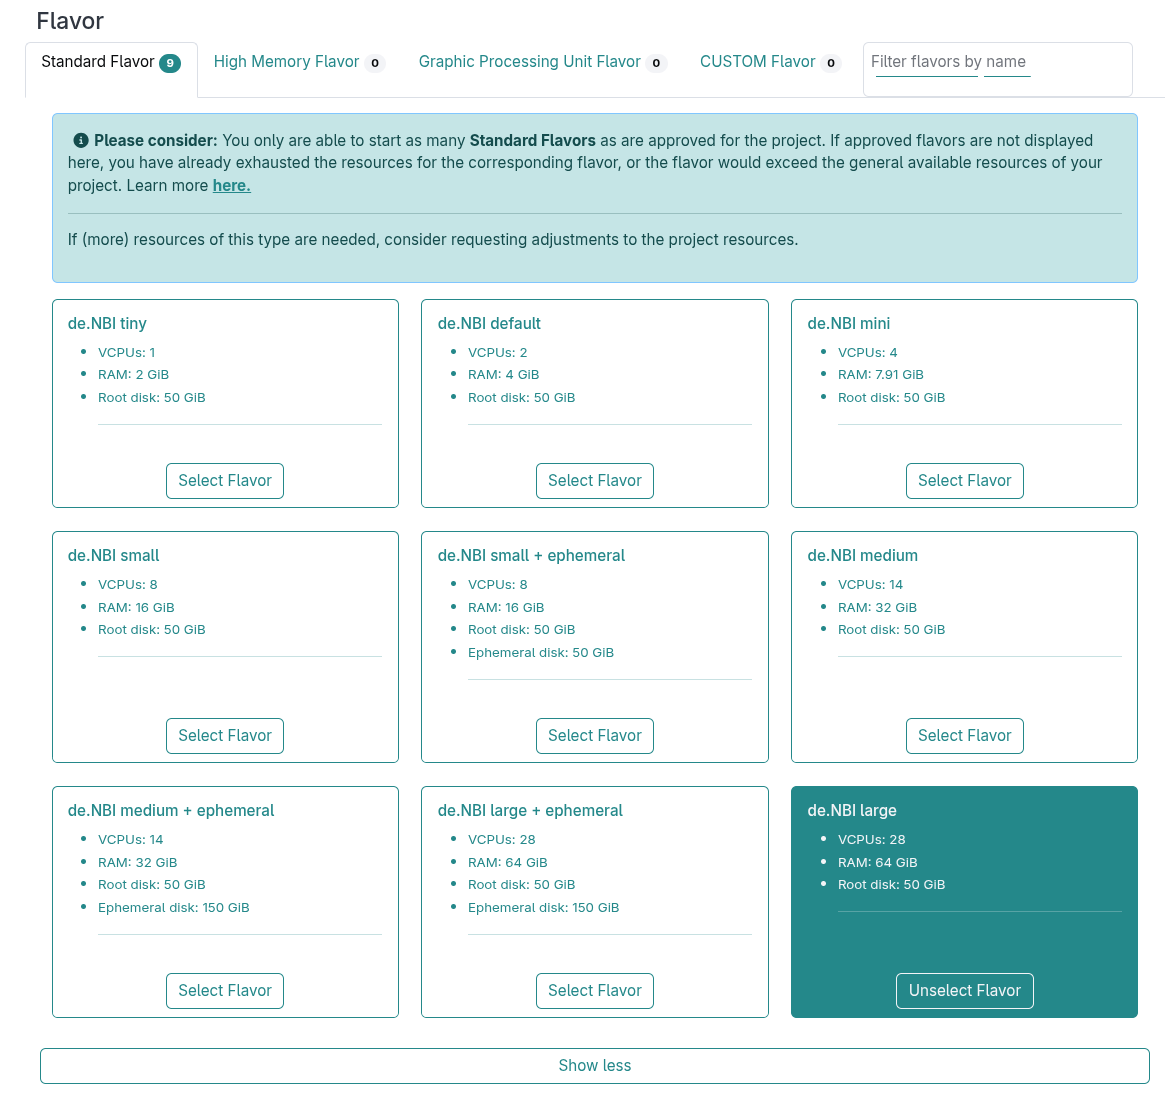 Flavor
Standard Flavor 9
High Memory Flavor 0
Graphic Processing Unit Flavor 0
CUSTOM Flavor 0
Filter flavors by name
Please consider: You only are able to start as many Standard Flavors as are approved for the project. If approved flavors are not displayed
here, you have already exhausted the resources for the corresponding flavor, or the flavor would exceed the general available resources of your
project. Learn more here.
If (more) resources of this type are needed, consider requesting adjustments to the project resources.
de.NBI tiny
VCPUs: 1
RAM: 2 GiB
Root disk: 50 GiB
Select Flavor
de.NBI default
VCPUs: 2
RAM: 4 GiB
Root disk: 50 GiB
Select Flavor
de.NBI mini
VCPUs: 4
RAM: 7.91 GiB
Root disk: 50 GiB
Select Flavor
de.NBI small
VCPUs: 8
RAM: 16 GiB
Root disk: 50 GiB
Select Flavor
de.NBI small + ephemeral
VCPUs: 8
RAM: 16 GiB
Root disk: 50 GiB
Ephemeral disk: 50 GiB
Select Flavor
de.NBI medium
VCPUs: 14
RAM: 32 GiB
Root disk: 50 GiB
Select Flavor
de.NBI medium + ephemeral
VCPUs: 14
RAM: 32 GiB
Root disk: 50 GiB
Ephemeral disk: 150 GiB
Select Flavor
de.NBI large + ephemeral
VCPUs: 28
RAM: 64 GiB
Root disk: 50 GiB
Ephemeral disk: 150 GiB
Select Flavor
de.NBI large
VCPUs: 28
RAM: 64 GiB
Root disk: 50 GiB
Unselect Flavor
Show less